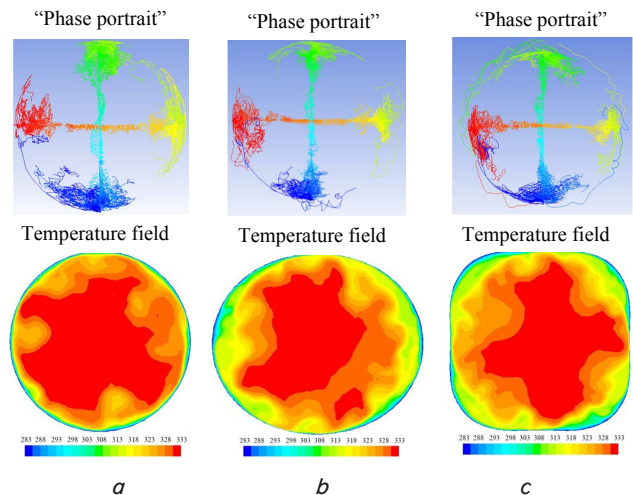 “Phase portrait” “Phase portrait” “Phase portrait”
Temperature field Temperature field Temperature field
283 288 293 298 303 308 313 318 323 328 333 283 288 293 298 303 308 313 318 323 328 333 283 288 293 298 303 308 313 318 323 328 333
a b c